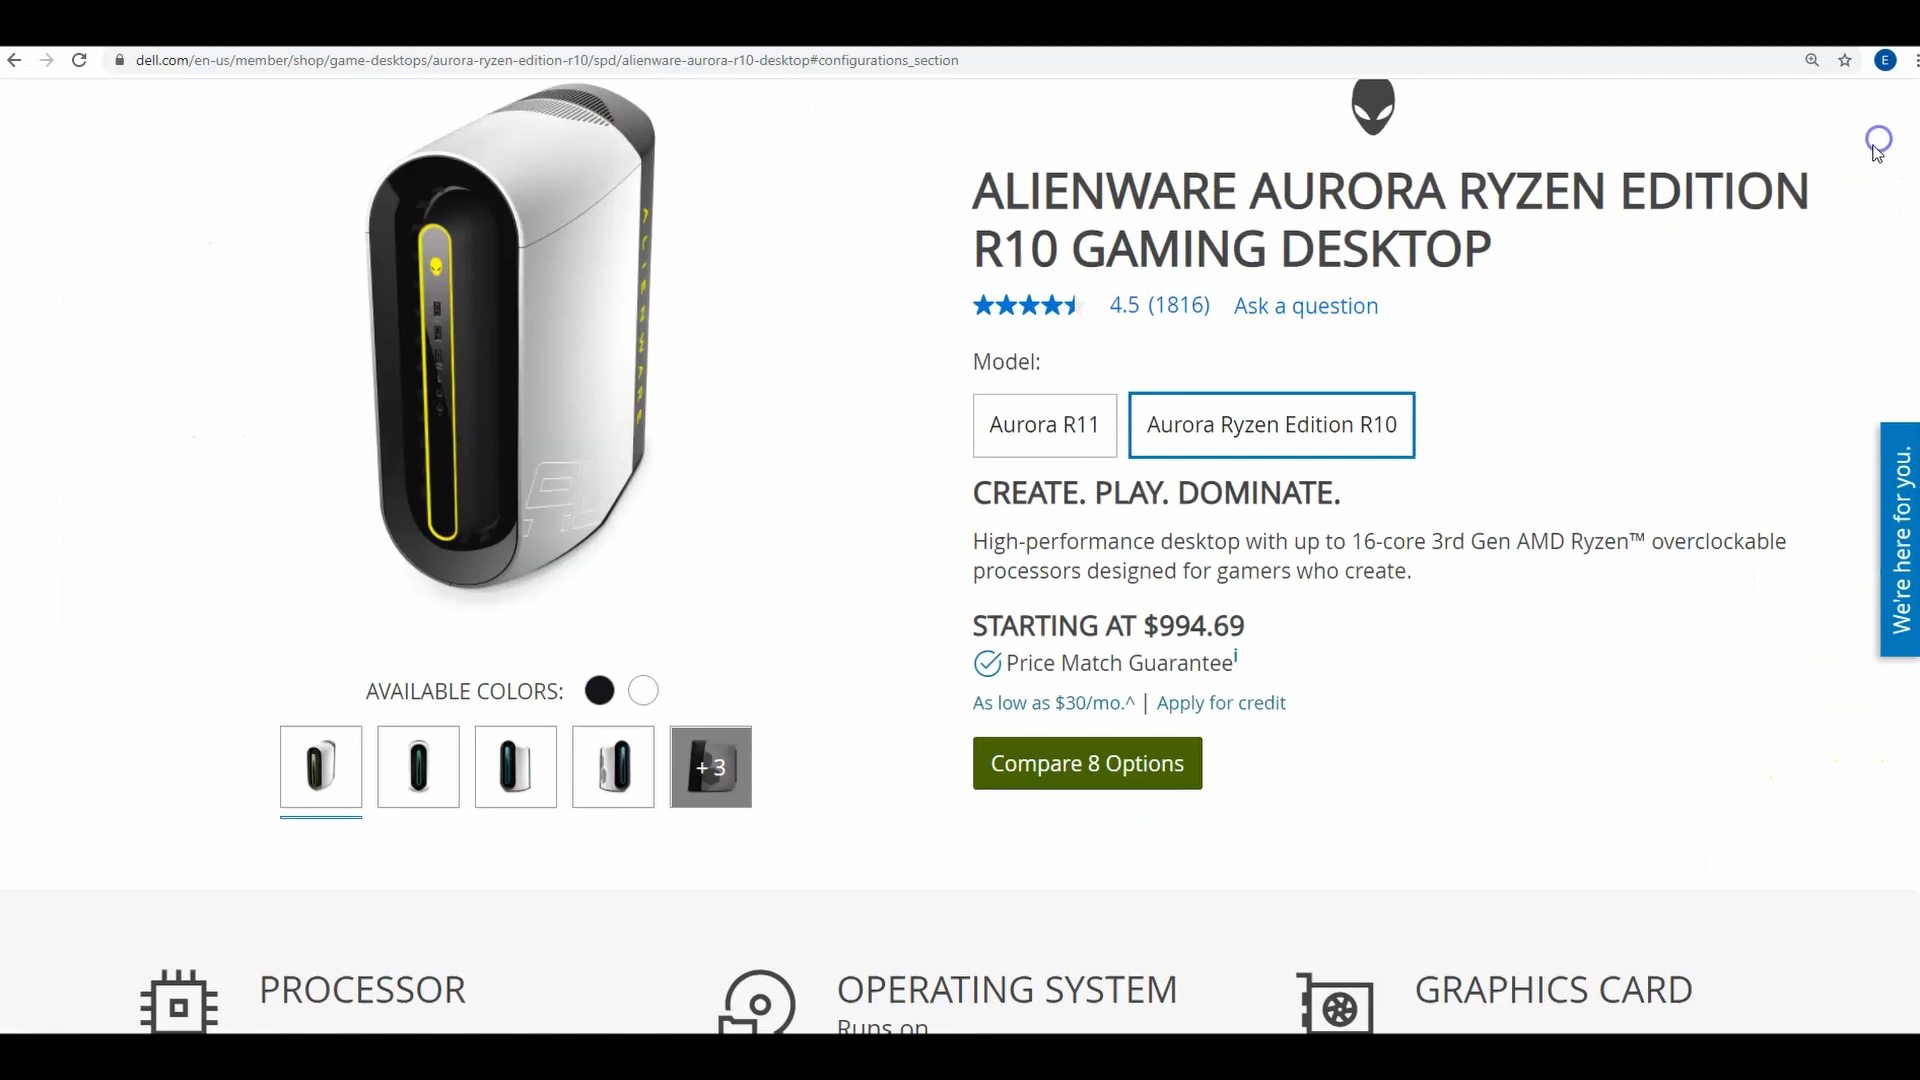 dell.com/en-us/member/shop/game-desktops/aurora-ryzen-edition-r10/spd/alienware-aurora-r10-desktop#configurations_section
E
ALIENWARE
ALIENWARE AURORA RYZEN EDITION
R10 GAMING DESKTOP
4.5 (1816) Ask a question
Model:
Aurora R11
Aurora Ryzen Edition R10
CREATE. PLAY. DOMINATE.
High-performance desktop with up to 16-core 3rd Gen AMD Ryzen™ overclockable
processors designed for gamers who create.
STARTING AT $994.69
Price Match Guarantee i
As low as $30/mo.^ | Apply for credit
Compare 8 Options
AVAILABLE COLORS:
+ 3
We're here for you.
PROCESSOR
OPERATING SYSTEM
Runs on
GRAPHICS CARD